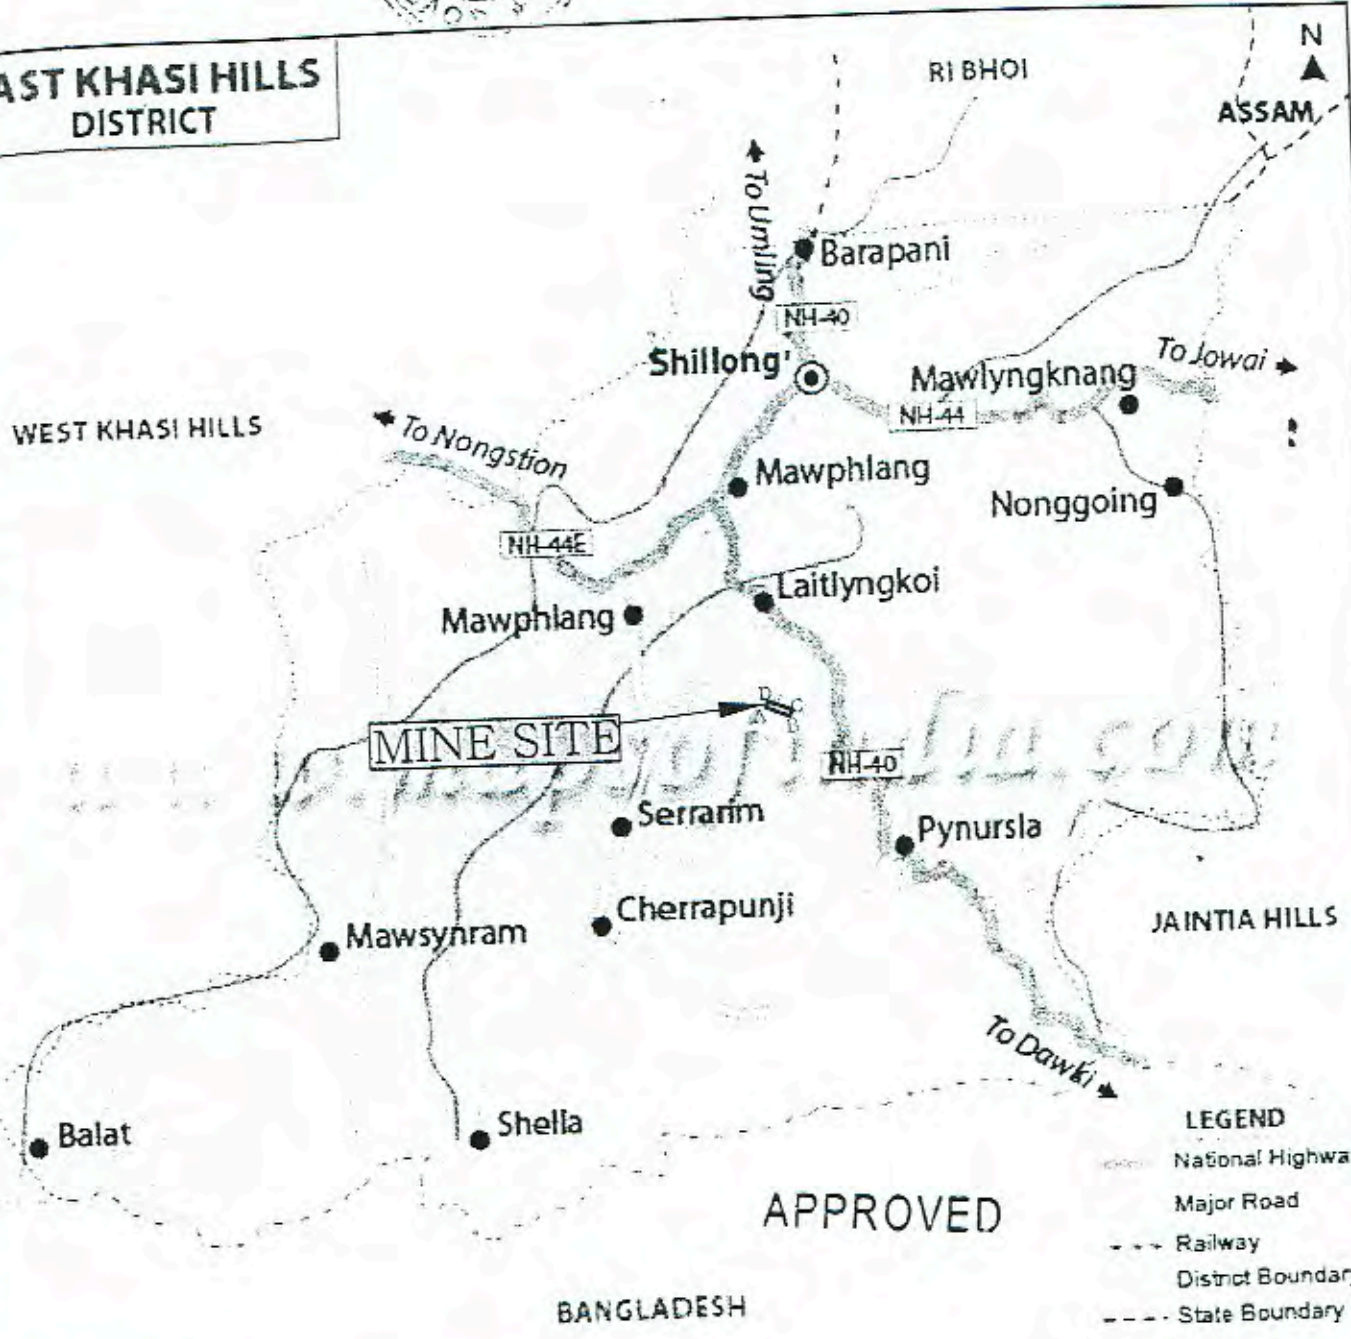 AST KHASI HILLS
DISTRICT
N
RI BHOI
ASSAM
To Umling
Barapani
NH-40
Shillong'
Mawlyngknang
To Jowai
NH-44
WEST KHASI HILLS
To Nongstion
Mawphlang
Nonggoing
NH-44E
Laitlyngkoi
Mawphlang
D C
A B
MINE SITE
NH-40
Serrarim
Pynursla
Cherrapunji
JAINTIA HILLS
Mawsynram
To Dawki
Balat
Shella
LEGEND
National Highwa
Major Road
Railway
District Boundar
State Boundary
APPROVED
BANGLADESH